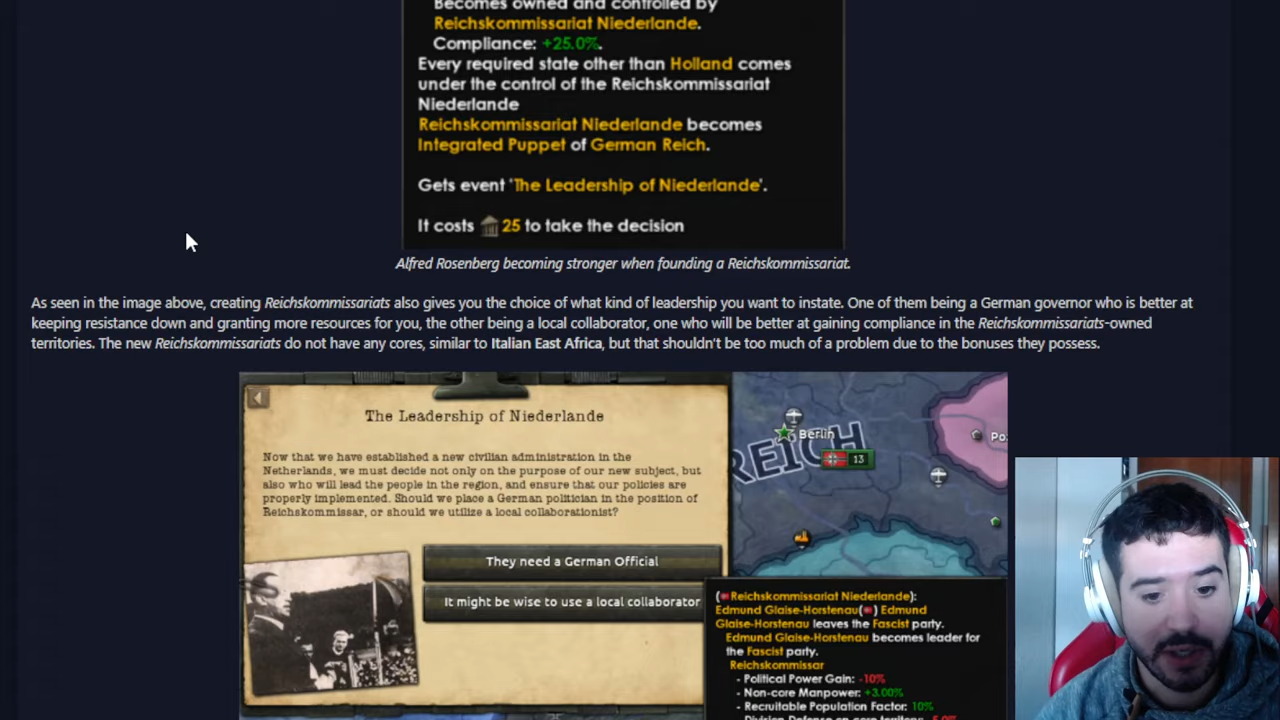 Becomes owned and controlled by
Reichskommissariat Niederlande.
Compliance: +25.0%.
Every required state other than Holland comes
under the control of the Reichskommissariat
Niederlande
Reichskommissariat Niederlande becomes
Integrated Puppet of German Reich.
Gets event 'The Leadership of Niederlande'.
It costs 25 to take the decision
Alfred Rosenberg becoming stronger when founding a Reichskommissariat.
As seen in the image above, creating Reichskommissariats also gives you the choice of what kind of leadership you want to instate. One of them being a German governor who is better at
keeping resistance down and granting more resources for you, the other being a local collaborator, one who will be better at gaining compliance in the Reichskommissariats-owned
territories. The new Reichskommissariats do not have any cores, similar to Italian East Africa, but that shouldn't be too much of a problem due to the bonuses they possess.
The Leadership of Niederlande
Now that we have established a new civilian administration in the
Netherlands, we must decide not only on the purpose of our new subject, but
also who will lead the people in the region, and ensure that our policies are
properly implemented. Should we place a German politician in the position of
Reichskommissar, or should we utilize a local collaborationist?
They need a German Official
It might be wise to use a local collaborator
Berlin
REICH
13
Po
(Reichskommissariat Niederlande):
Edmund Glaise-Horstenau() Edmund
Glaise-Horstenau leaves the Fascist party.
Edmund Glaise-Horstenau becomes leader for
the Fascist party.
Reichskommissar
- Political Power Gain: -10%
- Non-core Manpower: +3.00%
- Recruitable Population Factor: 10%
- Division Defense on core territory: -5.0%